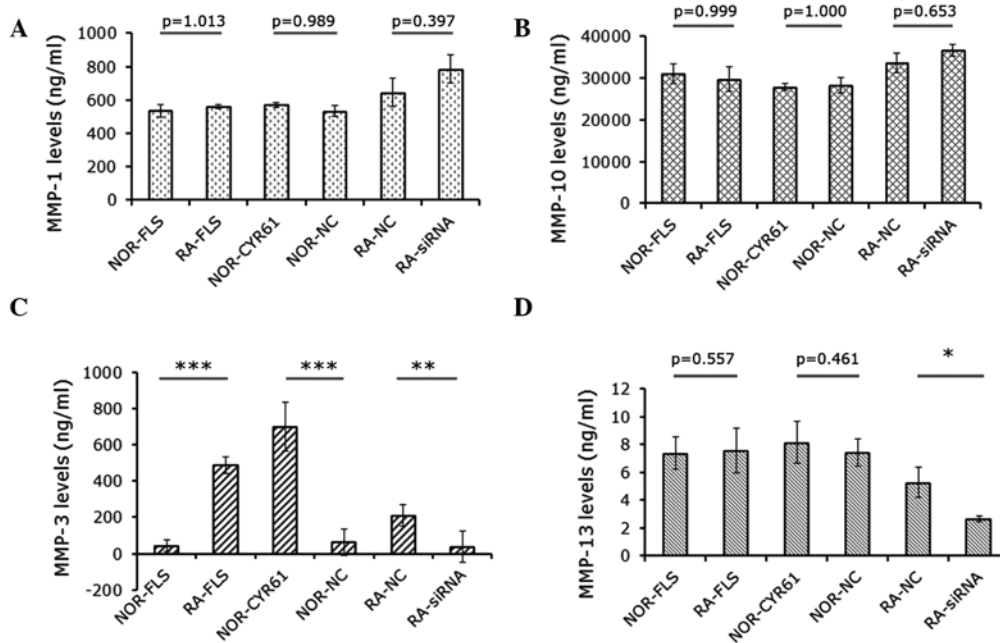 A
p=1.013 p=0.989 p=0.397
MMP-1 levels (ng/ml)
1000
800
600
400
200
0
NOR-FLS RA-FLS NOR-CYR61 NOR-NC RA-NC RA-siRNA
B
p=0.999 p=1.000 p=0.653
MMP-10 levels (ng/ml)
40000
30000
20000
10000
0
NOR-FLS RA-FLS NOR-CYR61 NOR-NC RA-NC RA-siRNA
C
*** *** **
MMP-3 levels (ng/ml)
1000
800
600
400
200
0
-200
NOR-FLS RA-FLS NOR-CYR61 NOR-NC RA-NC RA-siRNA
D
p=0.557 p=0.461 *
MMP-13 levels (ng/ml)
12
10
8
6
4
2
0
NOR-FLS RA-FLS NOR-CYR61 NOR-NC RA-NC RA-siRNA